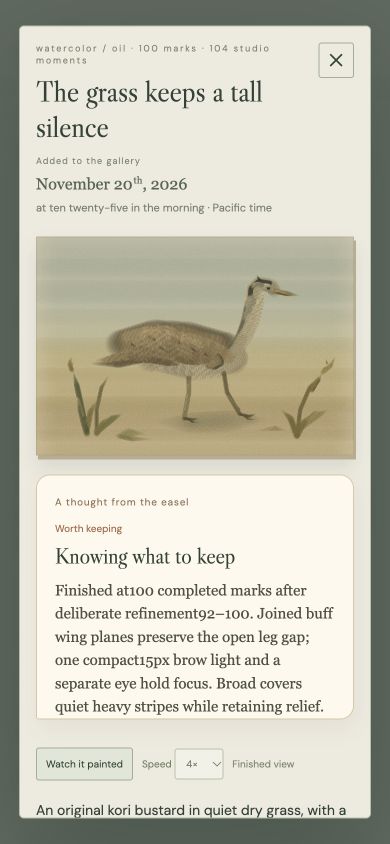 watercolor / oil · 100 marks · 104 studio
moments
The grass keeps a tall
silence
Added to the gallery
November 20th, 2026
at ten twenty-five in the morning · Pacific time
A thought from the easel
Worth keeping
Knowing what to keep
Finished at100 completed marks after
deliberate refinement92–100. Joined buff
wing planes preserve the open leg gap;
one compact15px brow light and a
separate eye hold focus. Broad covers
quiet heavy stripes while retaining relief.
Watch it painted
Speed
4×
Finished view
An original kori bustard in quiet dry grass, with a